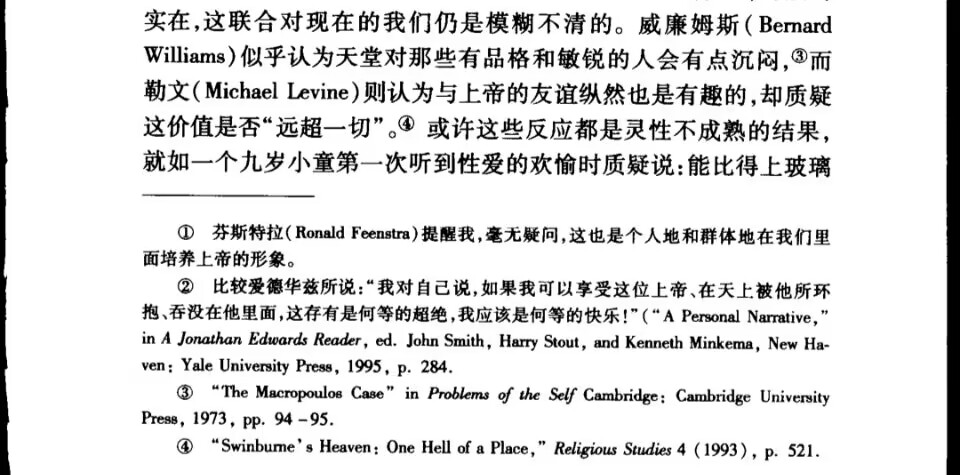 实在,这联合对现在的我们仍是模糊不清的。威廉姆斯(Bernard
Williams)似乎认为天堂对那些有品格和敏锐的人会有点沉闷,③而
勒文(Michael Levine)则认为与上帝的友谊纵然也是有趣的,却质疑
这价值是否“远超一切”。④ 或许这些反应都是灵性不成熟的结果,
就如一个九岁小童第一次听到性爱的欢愉时质疑说:能比得上玻璃
① 芬斯特拉(Ronald Feenstra)提醒我,毫无疑问,这也是个人地和群体地在我们里
面培养上帝的形象。
② 比较爱德华兹所说:“我对自己说,如果我可以享受这位上帝、在天上被他所环
抱、吞没在他里面,这存有是何等的超绝,我应该是何等的快乐!”(“A Personal Narrative,”
in A Jonathan Edwards Reader, ed. John Smith, Harry Stout, and Kenneth Minkema, New Ha-
ven: Yale University Press, 1995, p. 284.
③ “The Macropoulos Case” in Problems of the Self Cambridge: Cambridge University
Press, 1973, pp. 94-95.
④ “Swinburne's Heaven: One Hell of a Place,” Religious Studies 4 (1993), p. 521.